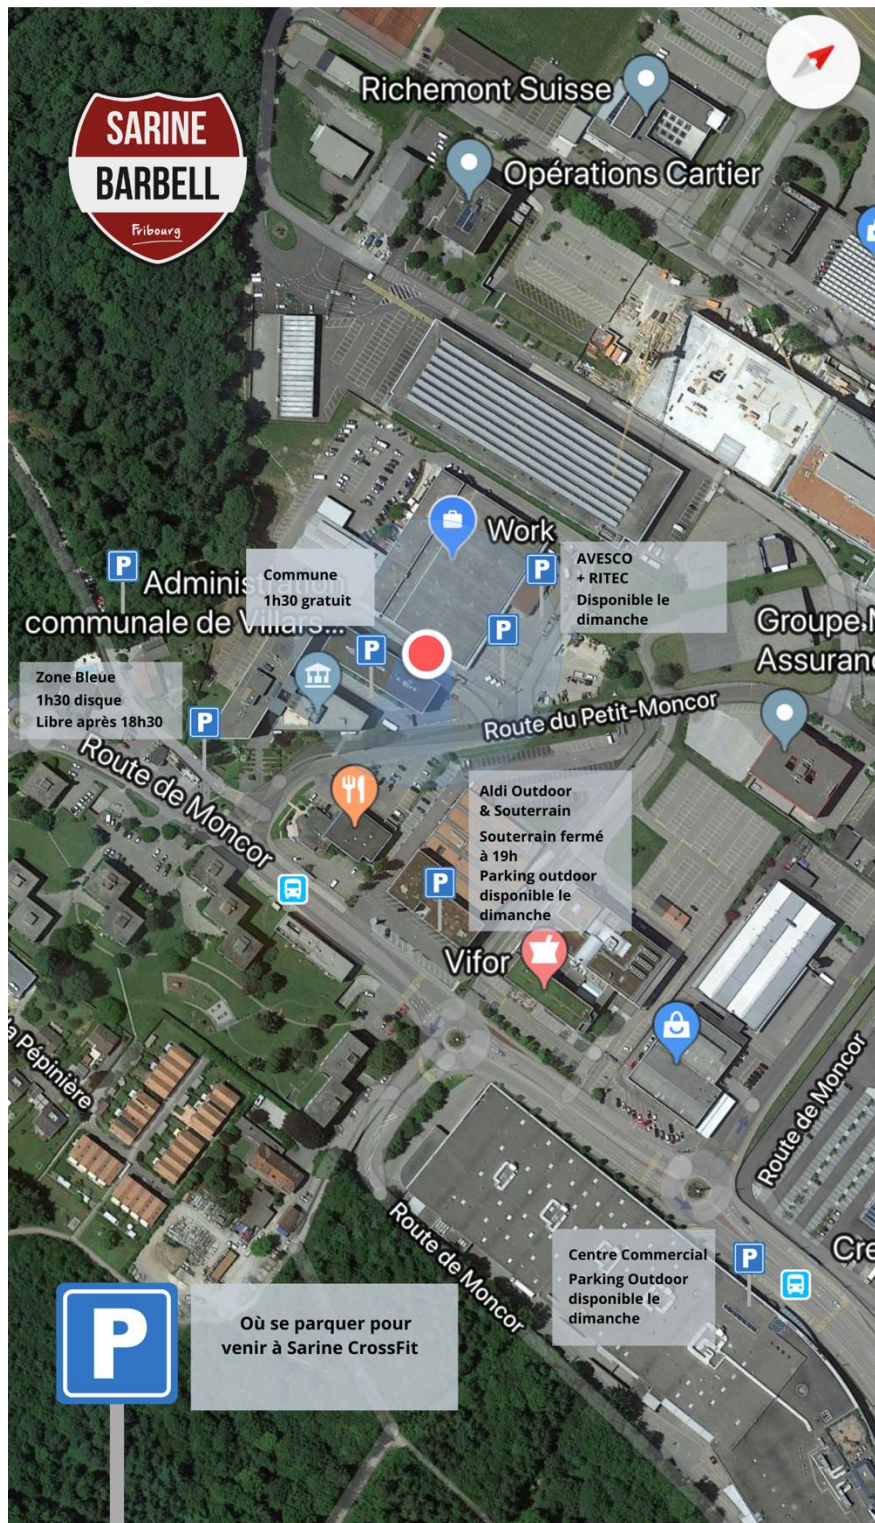 SARINE
BARBELL
Fribourg
Richemont Suisse
Opérations Cartier
Work
P
Commune
1h30 gratuit
P
AVESCO
+ RITEC
Disponible le
dimanche
Administration
communale de Villars...
P
P
Groupe
Assuranc
Zone Bleue
1h30 disque
Libre après 18h30
P
Route du Petit-Moncor
Route de Moncor
Aldi Outdoor
& Souterrain
Souterrain fermé
à 19h
Parking outdoor
disponible le
dimanche
P
Vifor
la Pépinière
Route de Moncor
Route de Moncor
Centre Commercial
Parking Outdoor
disponible le
dimanche
P
Cre
P
Où se parquer pour
venir à Sarine CrossFit